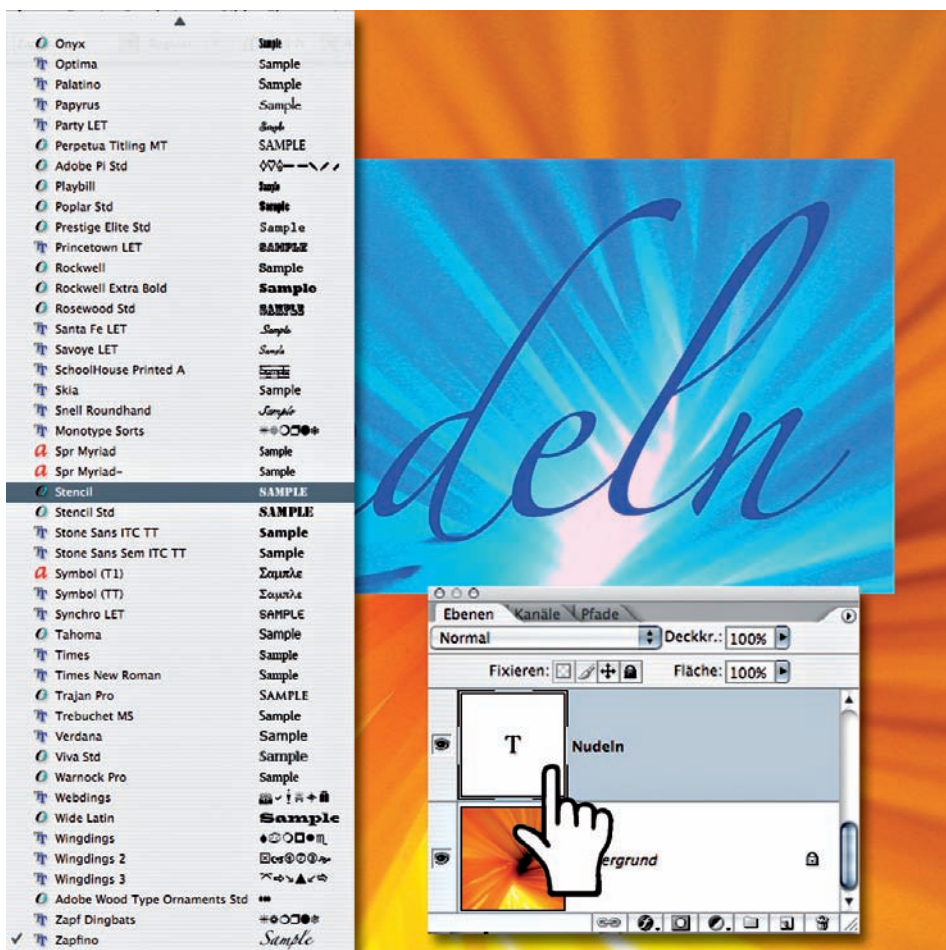 Onyx Sample
Optima Sample
Palatino Sample
Papyrus Sample
Party LET Sample
Perpetua Titling MT SAMPLE
Adobe Pi Std
Playbill Sample
Poplar Std Sample
Prestige Elite Std Sample
Princetown LET SAMPLE
Rockwell Sample
Rockwell Extra Bold Sample
Rosewood Std SAMPLE
Santa Fe LET Sample
Savoye LET Sample
SchoolHouse Printed A Sample
Skia Sample
Snell Roundhand Sample
Monotype Sorts
Spr Myriad Sample
Spr Myriad– Sample
Stencil SAMPLE
Stencil Std SAMPLE
Stone Sans ITC TT Sample
Stone Sans Sem ITC TT Sample
Symbol (T1) Σαμπλε
Symbol (TT) Σαμπλε
Synchro LET SAMPLE
Tahoma Sample
Times Sample
Times New Roman Sample
Trajan Pro SAMPLE
Trebuchet MS Sample
Verdana Sample
Viva Std Sample
Warnock Pro Sample
Webdings
Wide Latin Sample
Wingdings
Wingdings 2
Wingdings 3
Adobe Wood Type Ornaments Std
Zapf Dingbats
Zapfino Sample
deln
Ebenen Kanäle Pfade
Normal Deckkr.: 100%
Fixieren: Fläche: 100%
T Nudeln
ergrund